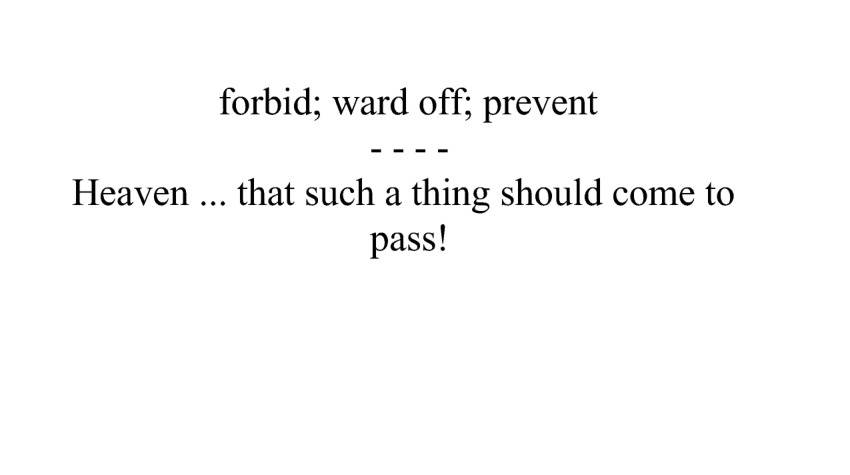 forbid; ward off; prevent
- - - -
Heaven ... that such a thing should come to
pass!